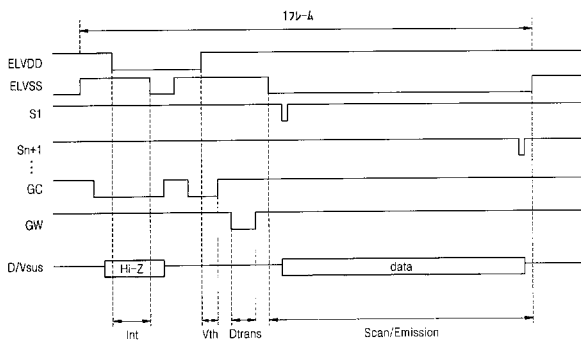 1ﾌﾚｰﾑ
ELVDD
ELVSS
S1
Sn+1
⋮
GC
GW
D/Vsus
Hi-Z
data
Int
Vth
Dtrans
Scan/Emission